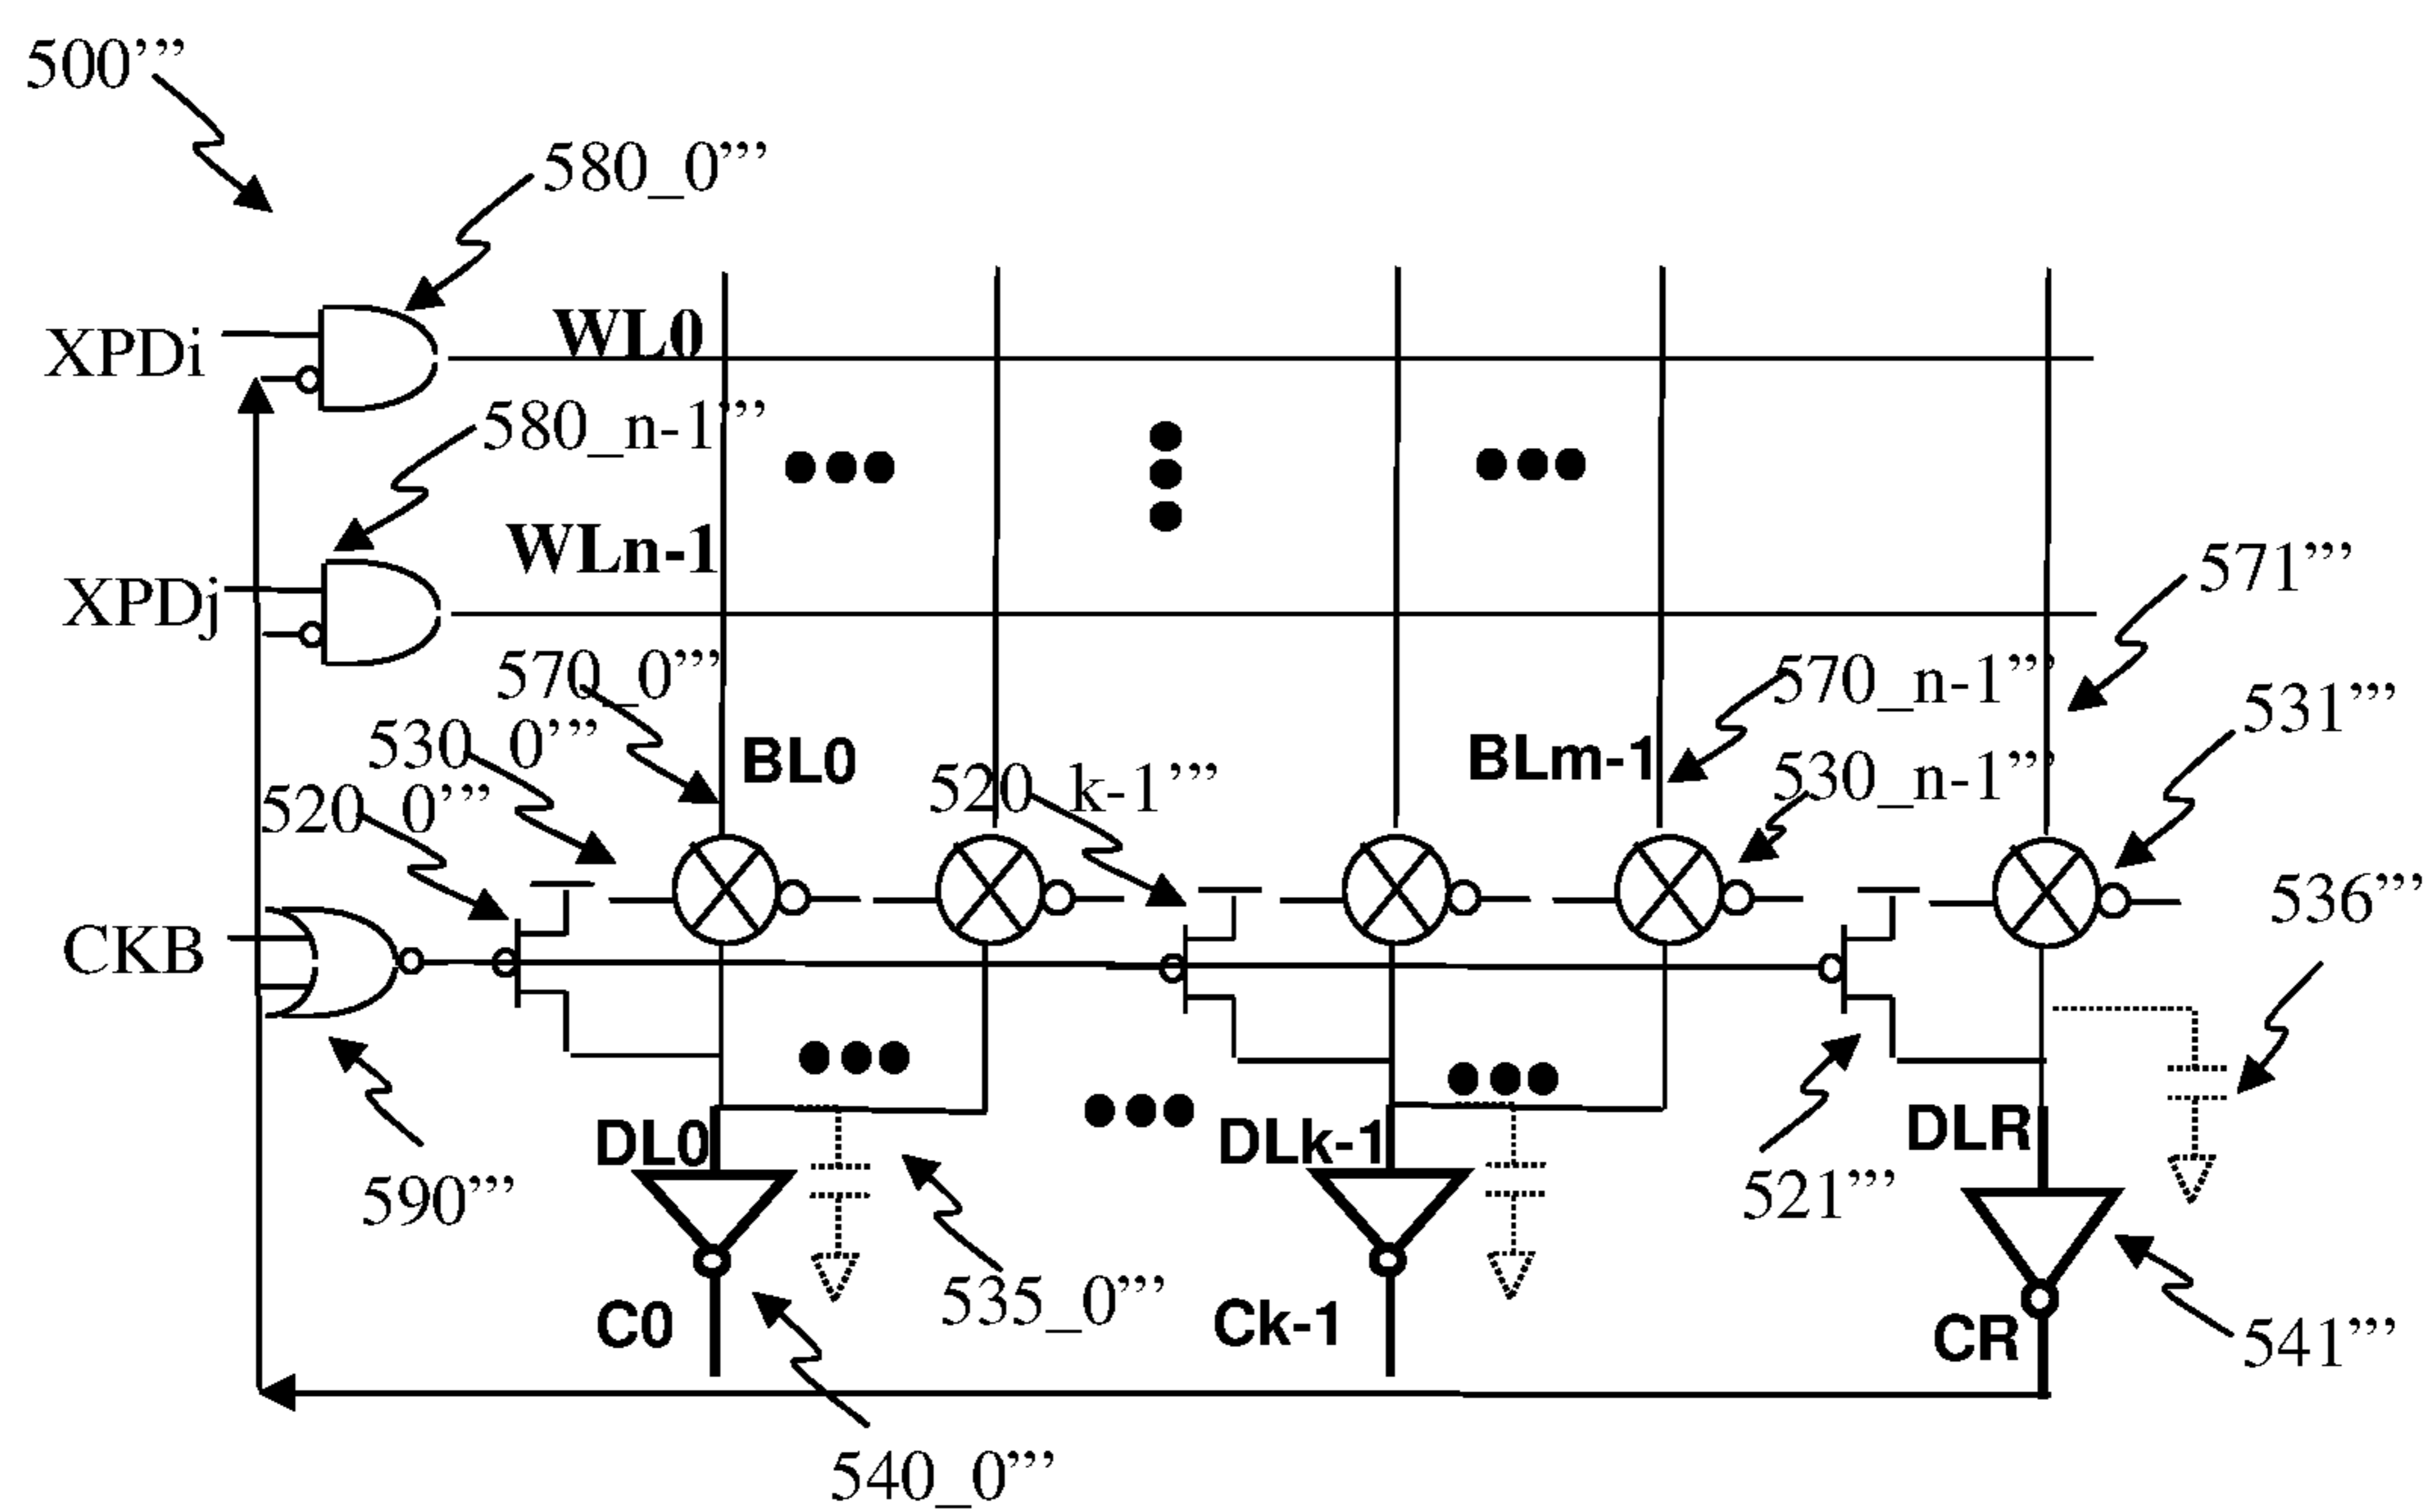 500’’’
580_0’’’
XPDi
WL0
580_n-1’’’
WLn-1
XPDj
571’’’
570_0’’’
570_n-1’’’
531’’’
530_0’’’
BL0
BLm-1
520_0’’’
520_k-1’’’
530_n-1’’’
536’’’
CKB
DL0
DLk-1
DLR
590’’’
521’’’
535_0’’’
C0
Ck-1
CR
541’’’
540_0’’’